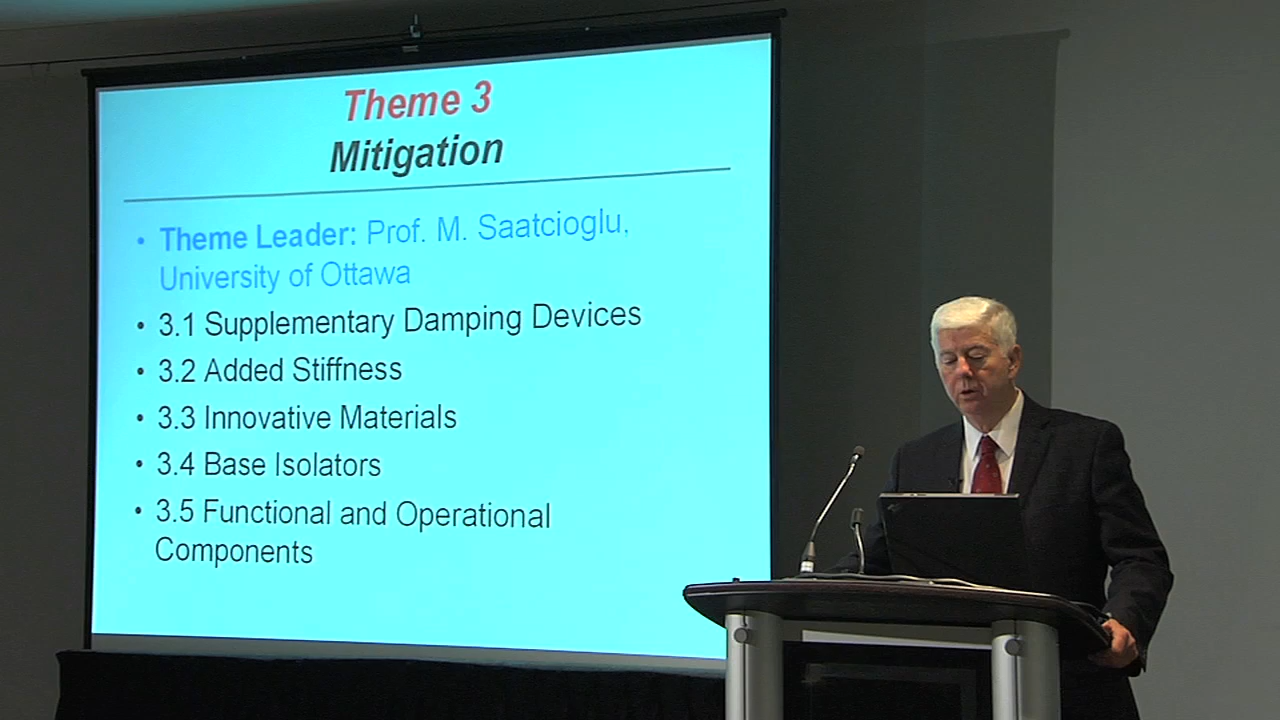 Theme 3
Mitigation
• Theme Leader: Prof. M. Saatcioglu,
University of Ottawa
• 3.1 Supplementary Damping Devices
• 3.2 Added Stiffness
• 3.3 Innovative Materials
• 3.4 Base Isolators
• 3.5 Functional and Operational
Components